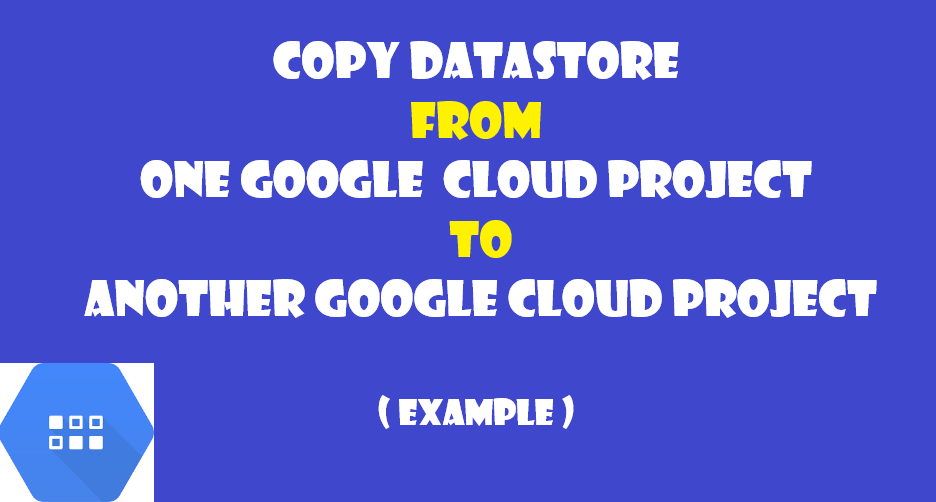 COPY DATASTORE
FROM
ONE GOOGLE CLOUD PROJECT
TO
ANOTHER GOOGLE CLOUD PROJECT
( EXAMPLE )